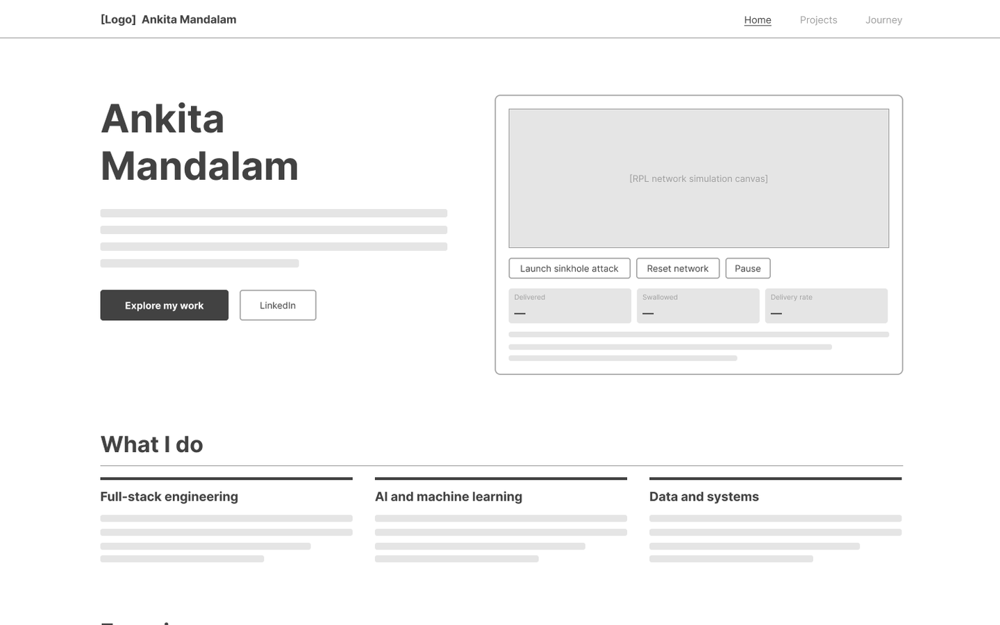 [Logo] Ankita Mandalam
Home Projects Journey
Ankita
Mandalam
Explore my work
LinkedIn
[RPL network simulation canvas]
Launch sinkhole attack
Reset network
Pause
Delivered
—
Swallowed
—
Delivery rate
—
What I do
Full-stack engineering
AI and machine learning
Data and systems